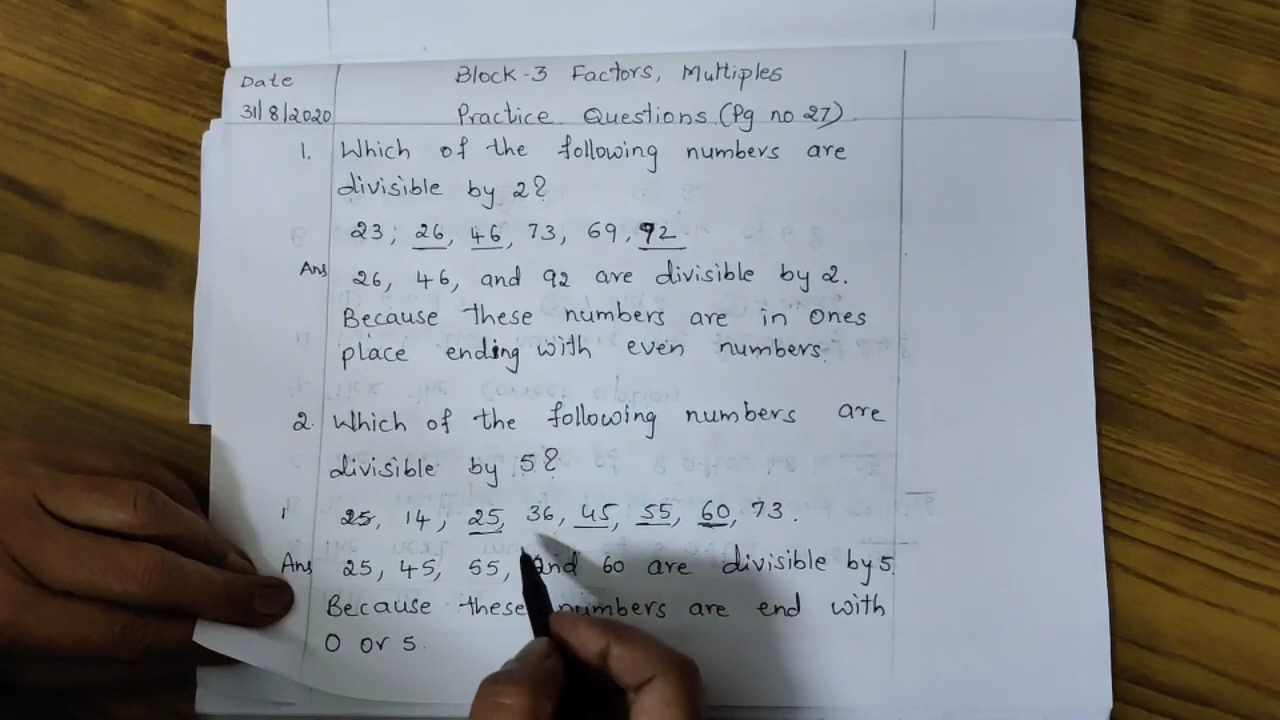 Date
31/8/2020
Block-3 Factors, Multiples
Practice Questions (Pg no 27)
1. Which of the following numbers are
divisible by 2?
23, 26, 46, 73, 69, 92
Ans 26, 46, and 92 are divisible by 2.
Because these numbers are in ones
place ending with even numbers.
2. Which of the following numbers are
divisible by 5?
25, 14, 25, 36, 45, 55, 60, 73.
Ans 25, 45, 55, and 60 are divisible by 5.
Because these numbers are end with
0 or 5.